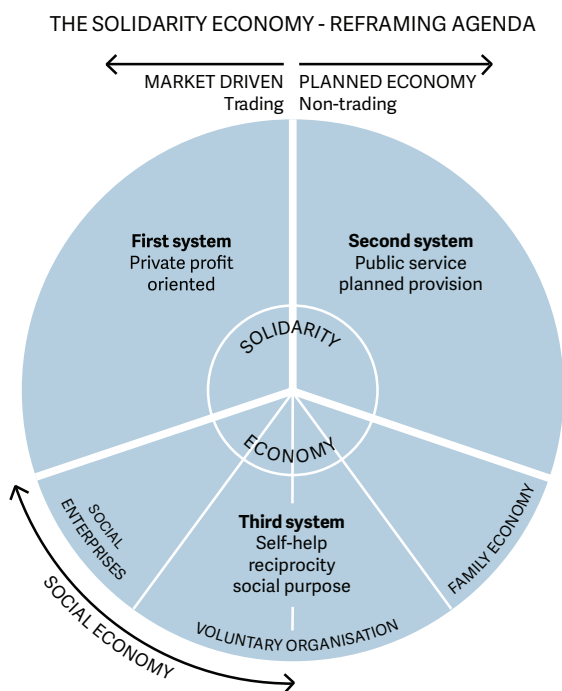 THE SOLIDARITY ECONOMY - REFRAMING AGENDA
MARKET DRIVEN
Trading
PLANNED ECONOMY
Non-trading
First system
Private profit
oriented
Second system
Public service
planned provision
SOLIDARITY
ECONOMY
Third system
Self-help
reciprocity
social purpose
SOCIAL
ENTERPRISES
VOLUNTARY ORGANISATION
FAMILY ECONOMY
SOCIAL ECONOMY